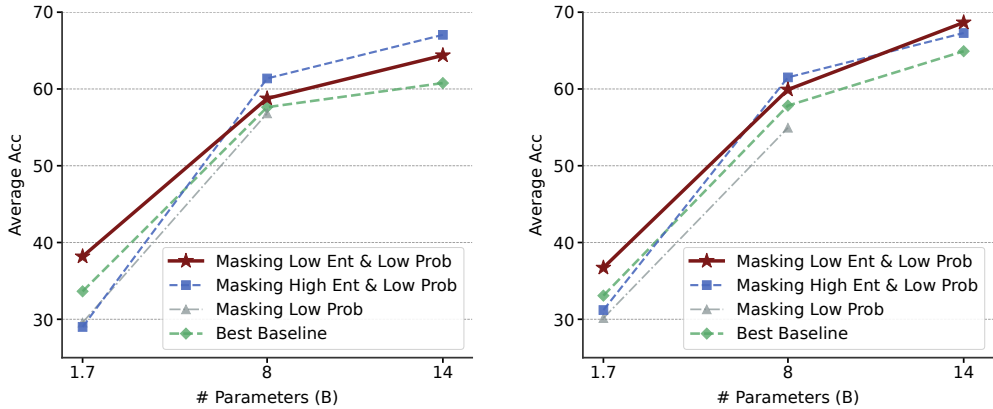 70
60
50
40
30
Average Acc
Masking Low Ent & Low Prob
Masking High Ent & Low Prob
Masking Low Prob
Best Baseline
1.7
8
14
# Parameters (B)
70
60
50
40
30
Average Acc
Masking Low Ent & Low Prob
Masking High Ent & Low Prob
Masking Low Prob
Best Baseline
1.7
8
14
# Parameters (B)